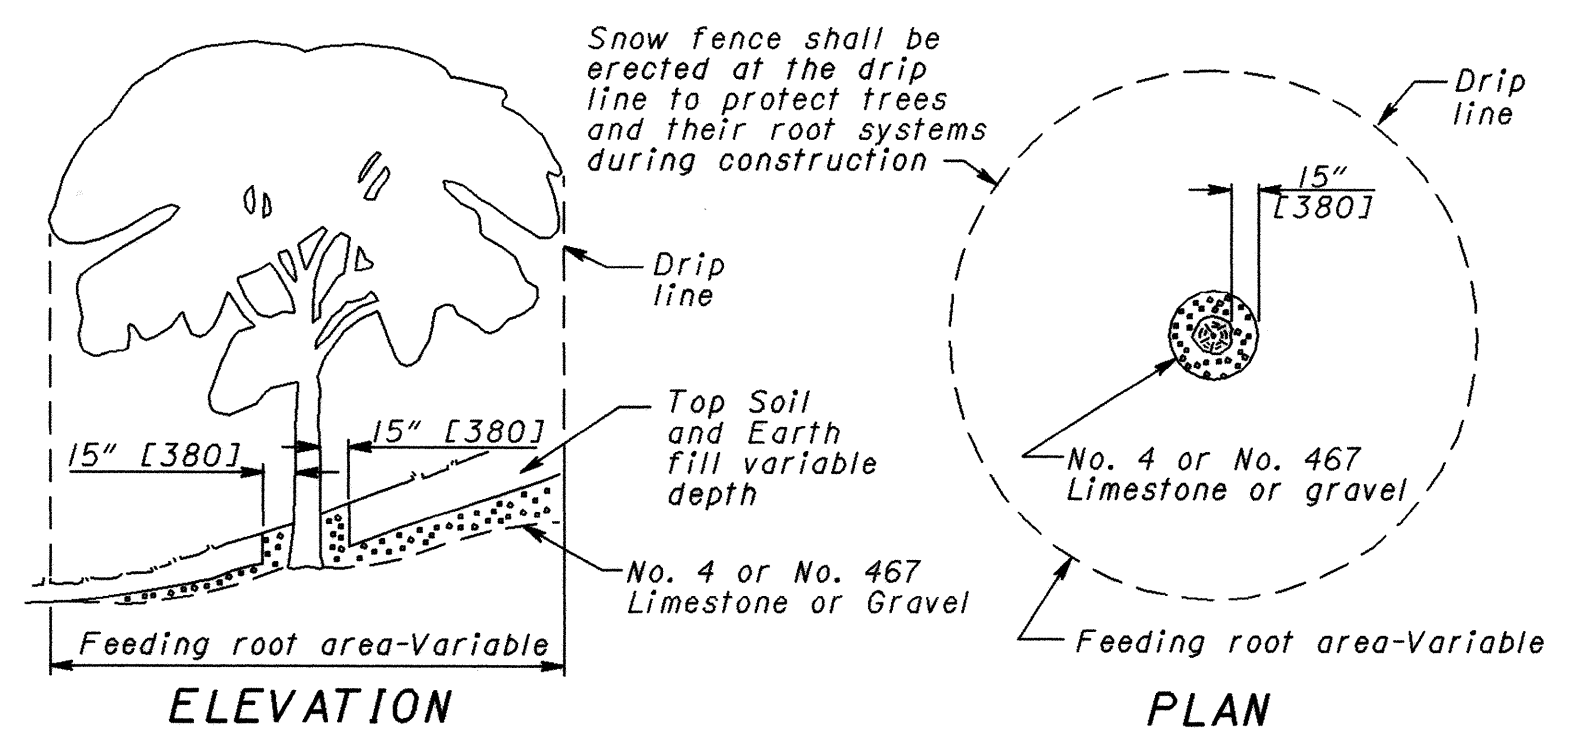 Snow fence shall be
erected at the drip
line to protect trees
and their root systems
during construction
Drip
line
15" [380]
15" [380]
Top Soil
and Earth
fill variable
depth
No. 4 or No. 467
Limestone or Gravel
Feeding root area-Variable
ELEVATION
Drip
line
15"
[380]
No. 4 or No. 467
Limestone or gravel
Feeding root area-Variable
PLAN